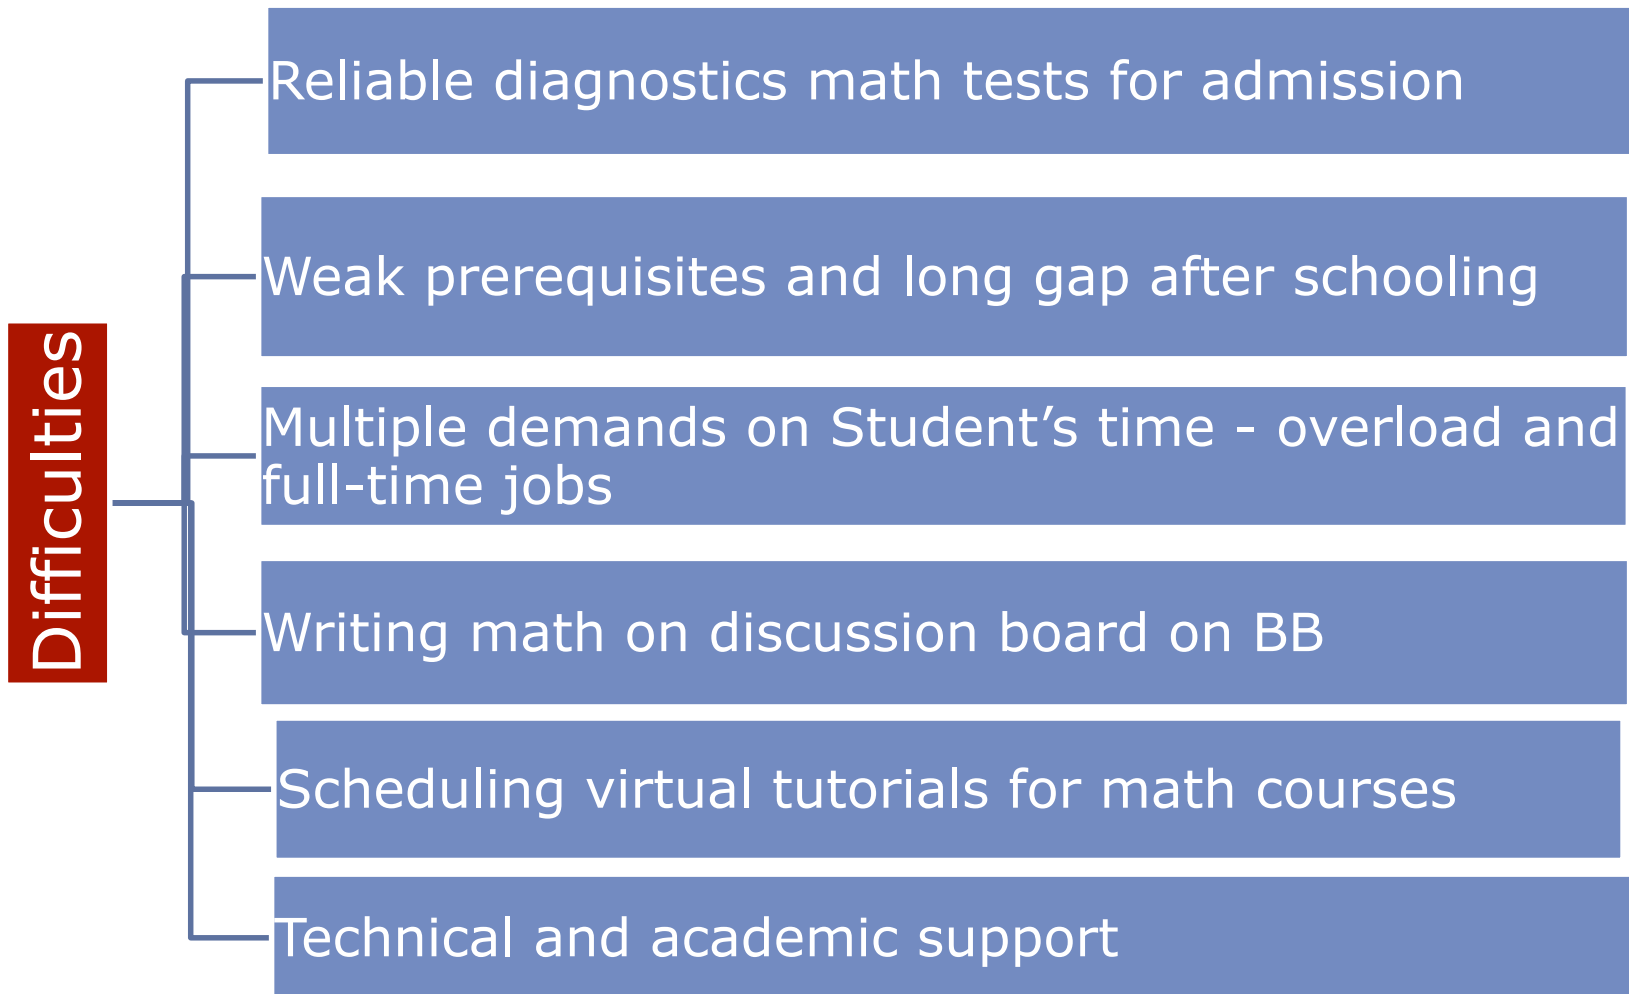 Difficulties
Reliable diagnostics math tests for admission
Weak prerequisites and long gap after schooling
Multiple demands on Student’s time - overload and
full-time jobs
Writing math on discussion board on BB
Scheduling virtual tutorials for math courses
Technical and academic support